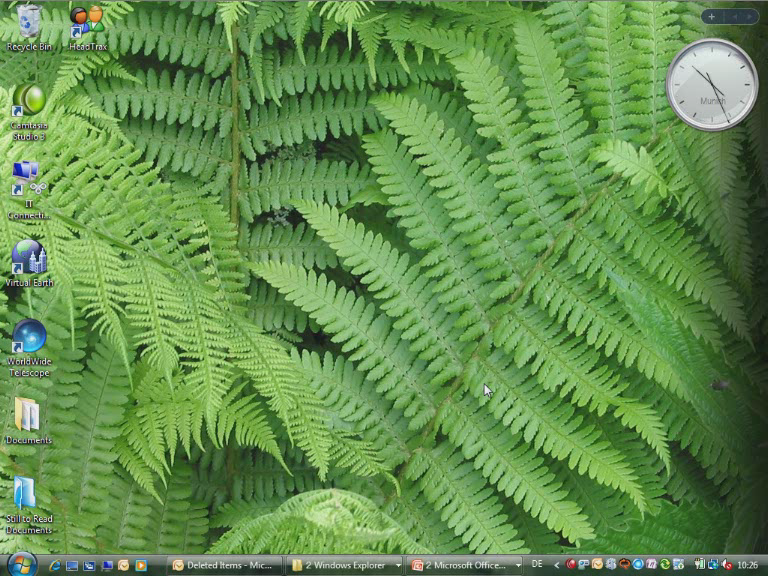 Recycle Bin
HeadTrax
Camtasia
Studio 3
IT
Connecti...
Virtual Earth
WorldWide
Telescope
Documents
Still to Read
Documents
Munich
Deleted Items - Mic...
2 Windows Explorer
2 Microsoft Office...
DE
10:26